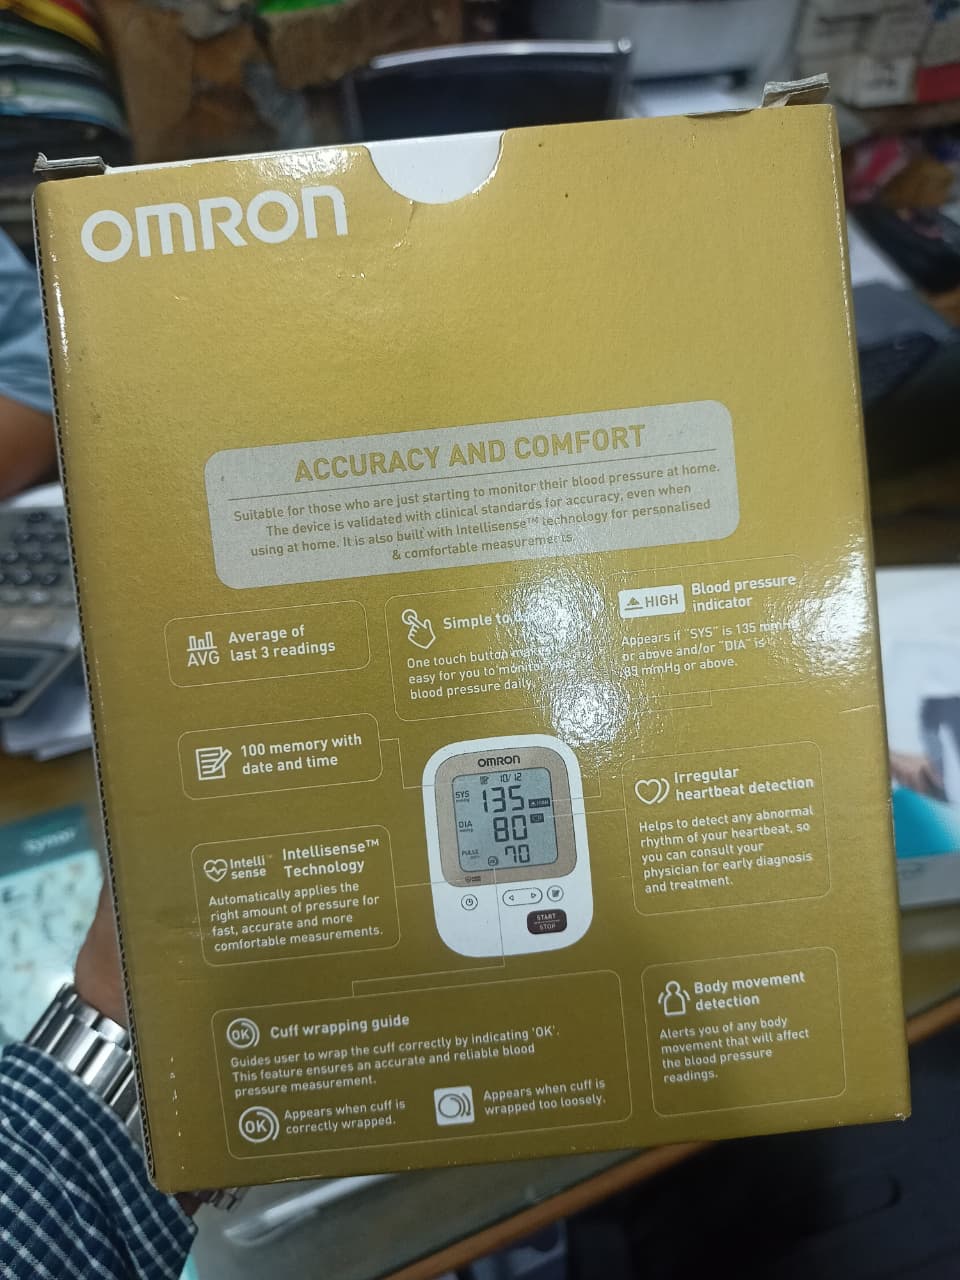 OMRON
ACCURACY AND COMFORT
Suitable for those who are just starting to monitor their blood pressure at home.
The device is validated with clinical standards for accuracy, even when
using at home. It is also built with Intellisense™ technology for personalised
& comfortable measurements.
AVG
Average of
last 3 readings
Simple to
One touch button
easy for you to monitor
blood pressure daily.
HIGH
Blood pressure
indicator
Appears if "SYS" is 135 mmHg
or above and/or "DIA" is
85 mmHg or above.
100 memory with
date and time
OMRON
10/12
SYS
mmHg
135
HIGH
DIA
mmHg
80
PULSE
70
START
STOP
Irregular
heartbeat detection
Helps to detect any abnormal
rhythm of your heartbeat, so
you can consult your
physician for early diagnosis
and treatment.
Intelli
sense
Intellisense™
Technology
Automatically applies the
right amount of pressure for
fast, accurate and more
comfortable measurements.
OK
Cuff wrapping guide
Guides user to wrap the cuff correctly by indicating 'OK'.
This feature ensures an accurate and reliable blood
pressure measurement.
OK
Appears when cuff is
correctly wrapped.
Appears when cuff is
wrapped too loosely.
Body movement
detection
Alerts you of any body
movement that will affect
the blood pressure
readings.